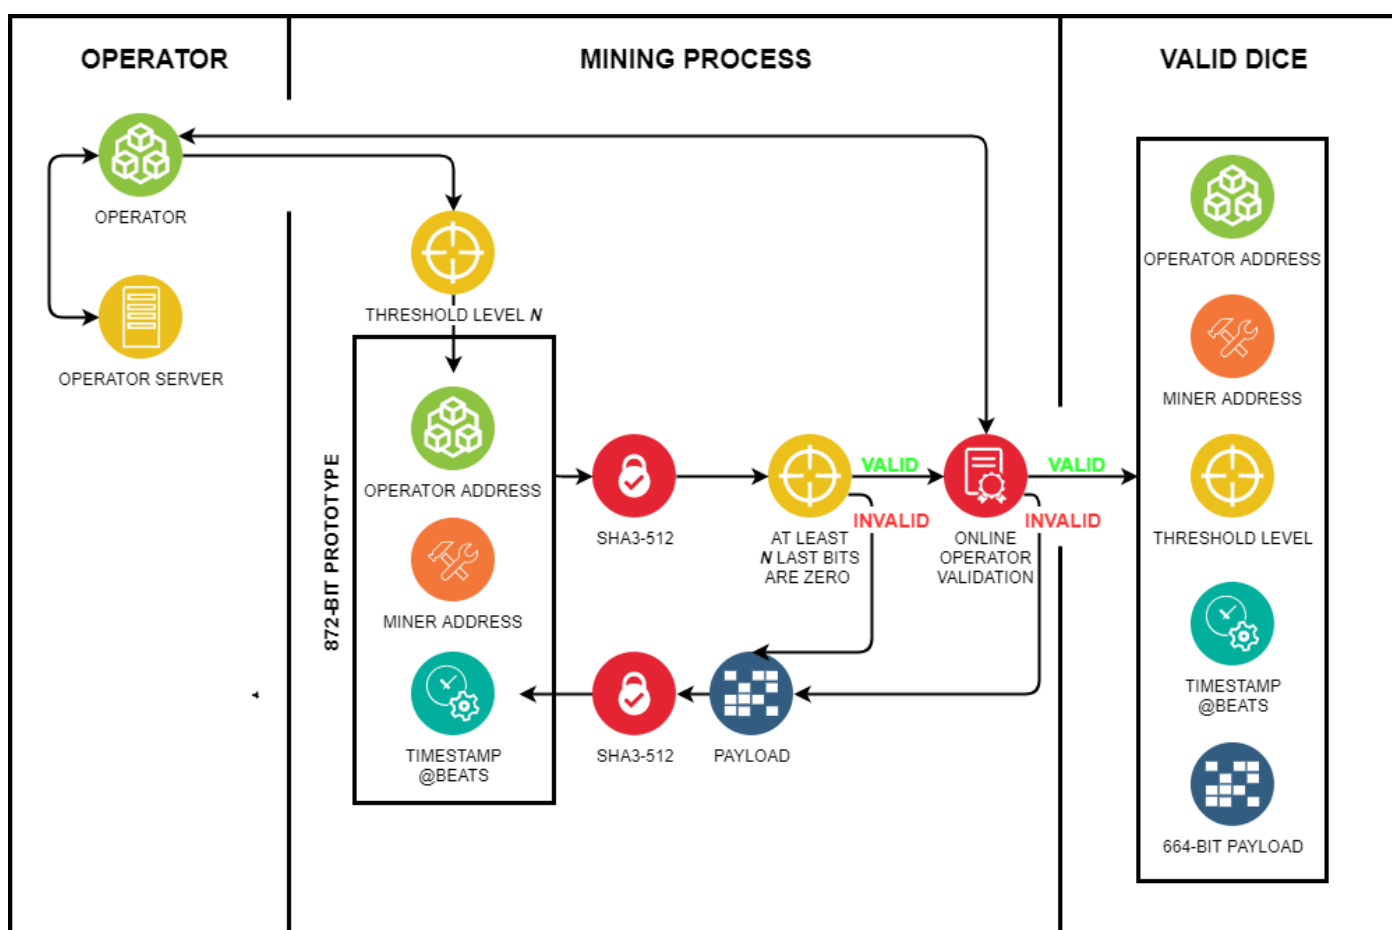 OPERATOR
MINING PROCESS
VALID DICE
OPERATOR
OPERATOR SERVER
THRESHOLD LEVEL N
872-BIT PROTOTYPE
OPERATOR ADDRESS
MINER ADDRESS
TIMESTAMP
@BEATS
SHA3-512
AT LEAST
N LAST BITS
ARE ZERO
VALID
INVALID
ONLINE
OPERATOR
VALIDATION
VALID
INVALID
SHA3-512
PAYLOAD
OPERATOR ADDRESS
MINER ADDRESS
THRESHOLD LEVEL
TIMESTAMP
@BEATS
664-BIT PAYLOAD